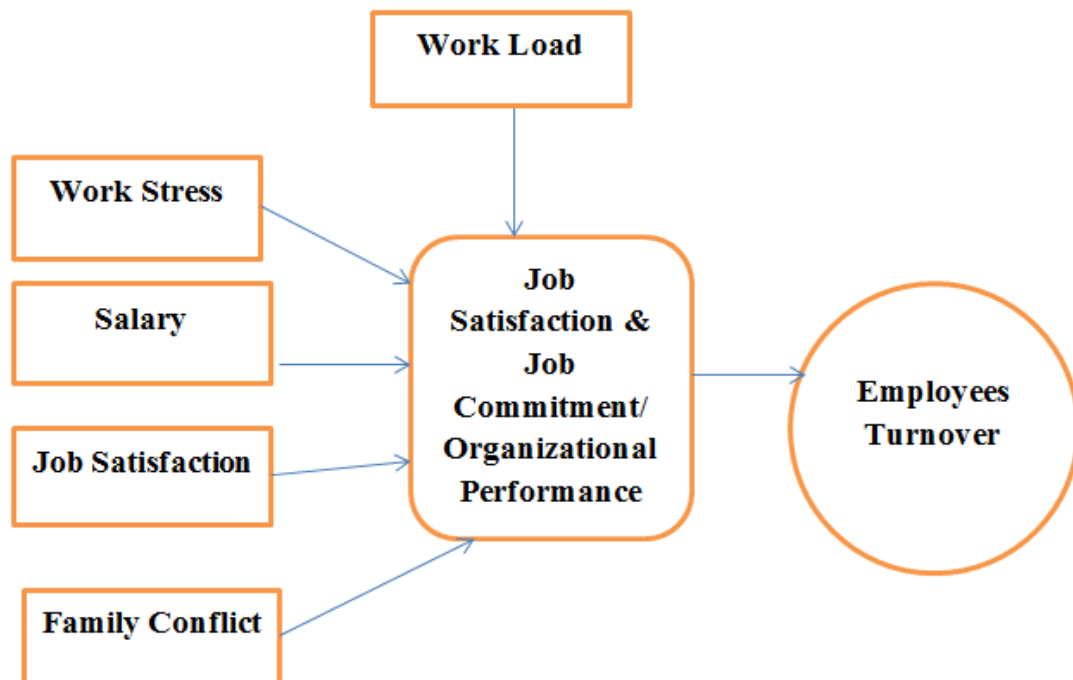 Work Load
Work Stress
Salary
Job Satisfaction
Family Conflict
Job
Satisfaction &
Job
Commitment/
Organizational
Performance
Employees
Turnover